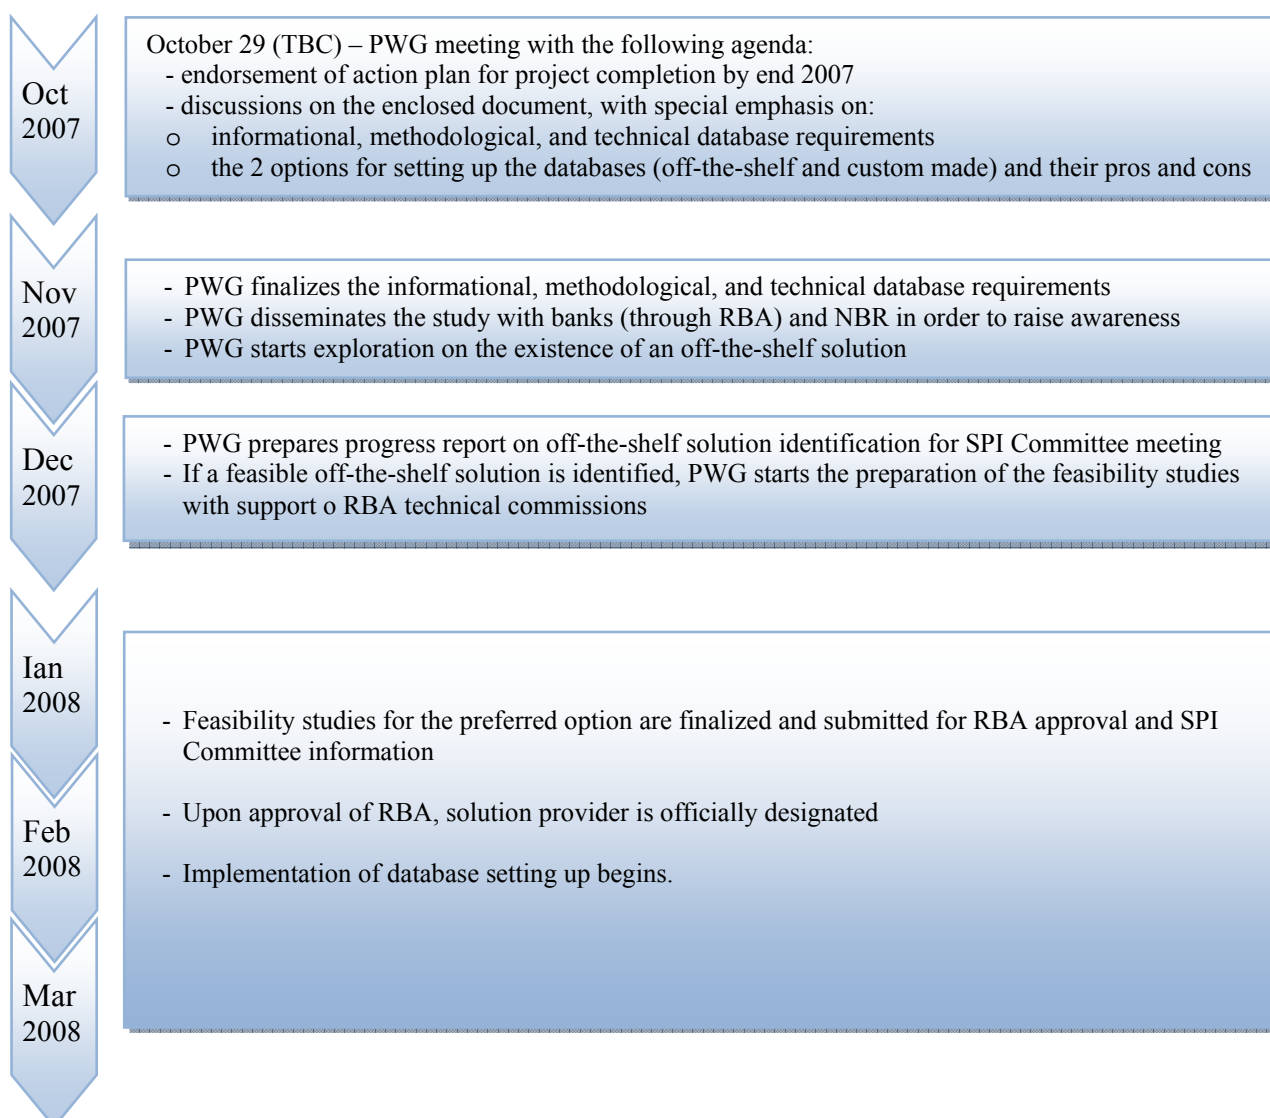 Oct
2007
October 29 (TBC) – PWG meeting with the following agenda:
- endorsement of action plan for project completion by end 2007
- discussions on the enclosed document, with special emphasis on:
o informational, methodological, and technical database requirements
o the 2 options for setting up the databases (off-the-shelf and custom made) and their pros and cons
Nov
2007
- PWG finalizes the informational, methodological, and technical database requirements
- PWG disseminates the study with banks (through RBA) and NBR in order to raise awareness
- PWG starts exploration on the existence of an off-the-shelf solution
Dec
2007
- PWG prepares progress report on off-the-shelf solution identification for SPI Committee meeting
- If a feasible off-the-shelf solution is identified, PWG starts the preparation of the feasibility studies
with support o RBA technical commissions
Ian
2008
Feb
2008
Mar
2008
- Feasibility studies for the preferred option are finalized and submitted for RBA approval and SPI
Committee information
- Upon approval of RBA, solution provider is officially designated
- Implementation of database setting up begins.